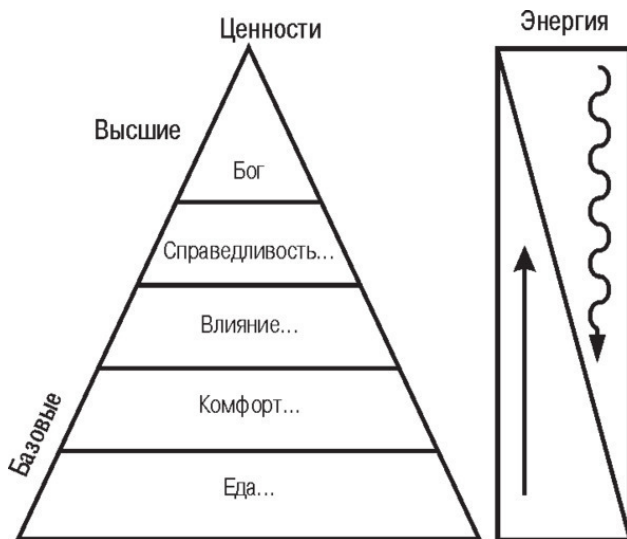 Ценности
Энергия
Высшие
Бог
Справедливость...
Влияние...
Комфорт...
Базовые
Еда...